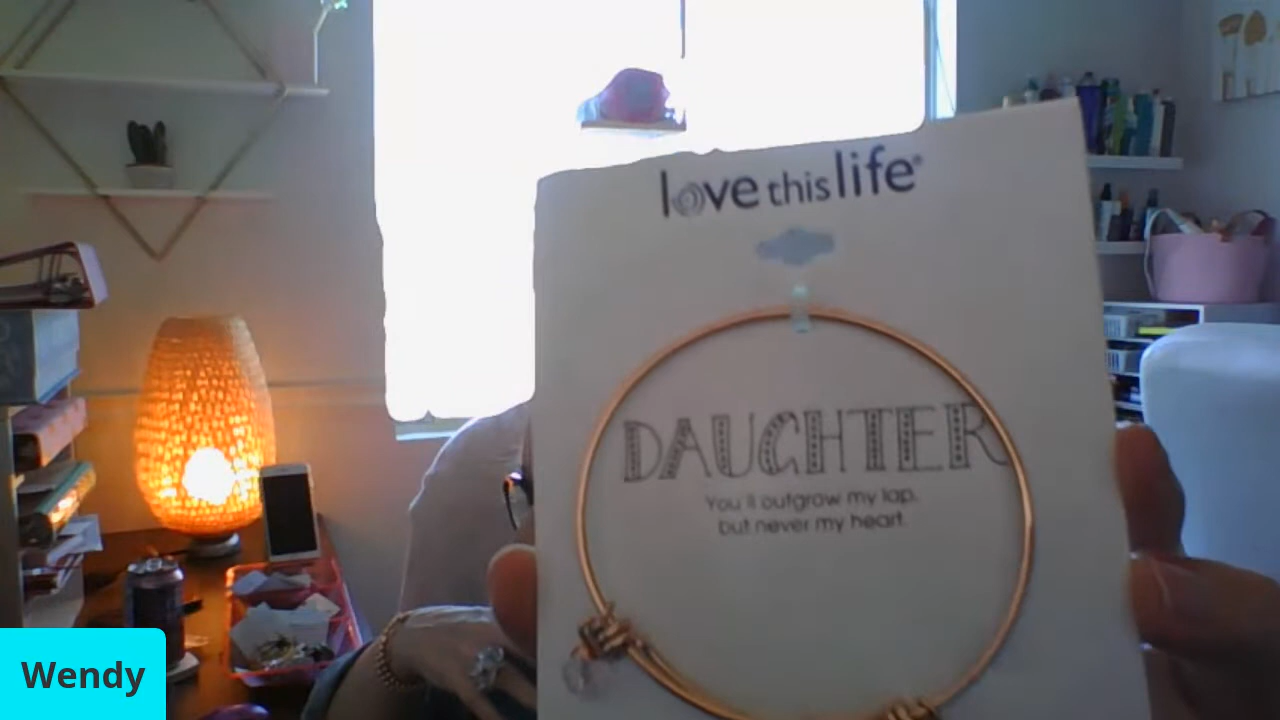 love this life®
DAUGHTER
You'll outgrow my lap,
but never my heart.
Wendy